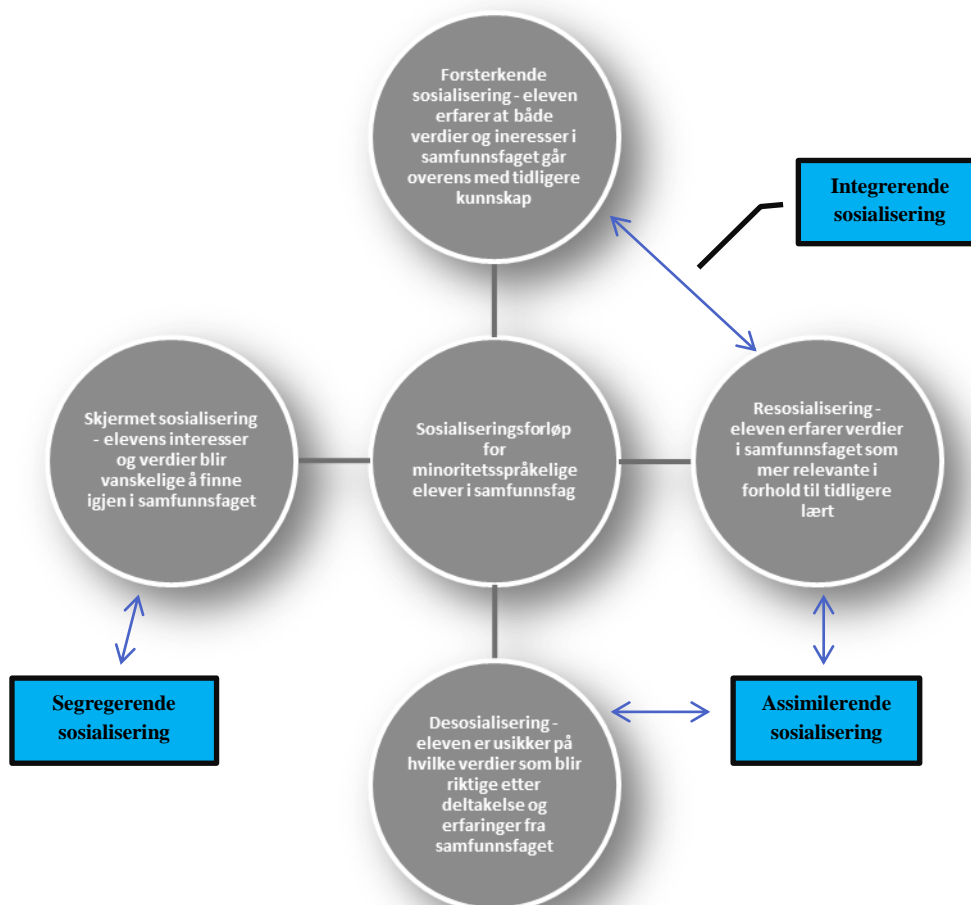 Forsterkende
sosialisering - eleven
erfarer at både
verdier og ineresser i
samfunnsfaget går
overens med tidligere
kunnskap
Integrerende
sosialisering
Skjermet sosialisering
- elevens interesser
og verdier blir
vanskelige å finne
igjen i samfunnsfaget
Sosialiseringsforløp
for
minoritetsspråkelige
elever i samfunnsfag
Resosialisering -
eleven erfarer verdier
i samfunnsfaget som
mer relevante i
forhold til tidligere
lært
Segregerende
sosialisering
Desosialisering -
eleven er usikker på
hvilke verdier som blir
riktige etter
deltakelse og
erfaringer fra
samfunnsfaget
Assimilerende
sosialisering